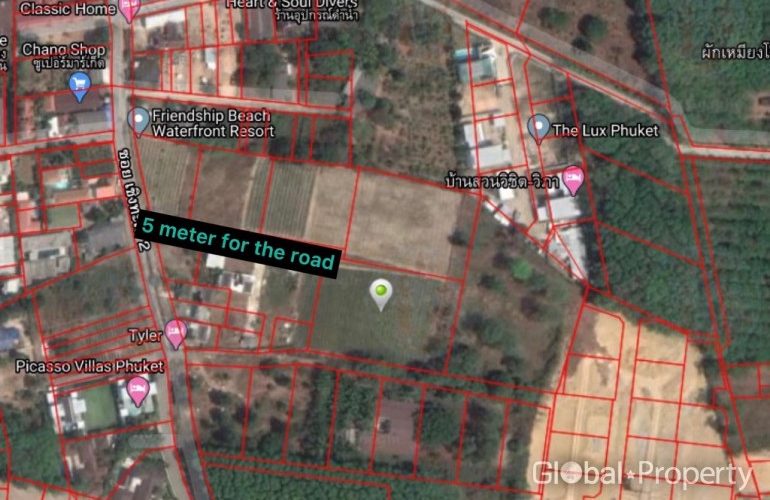 Classic Home
Heart & Soul Divers
ร้านอุปกรณ์ดำน้ำ
Chang Shop
ซูเปอร์มาร์เก็ต
ผักเหมียงโ
Friendship Beach
Waterfront Resort
The Lux Phuket
บ้านสวนวิชิต-วิภา
5 meter for the road
Tyler
Picasso Villas Phuket
Global Property